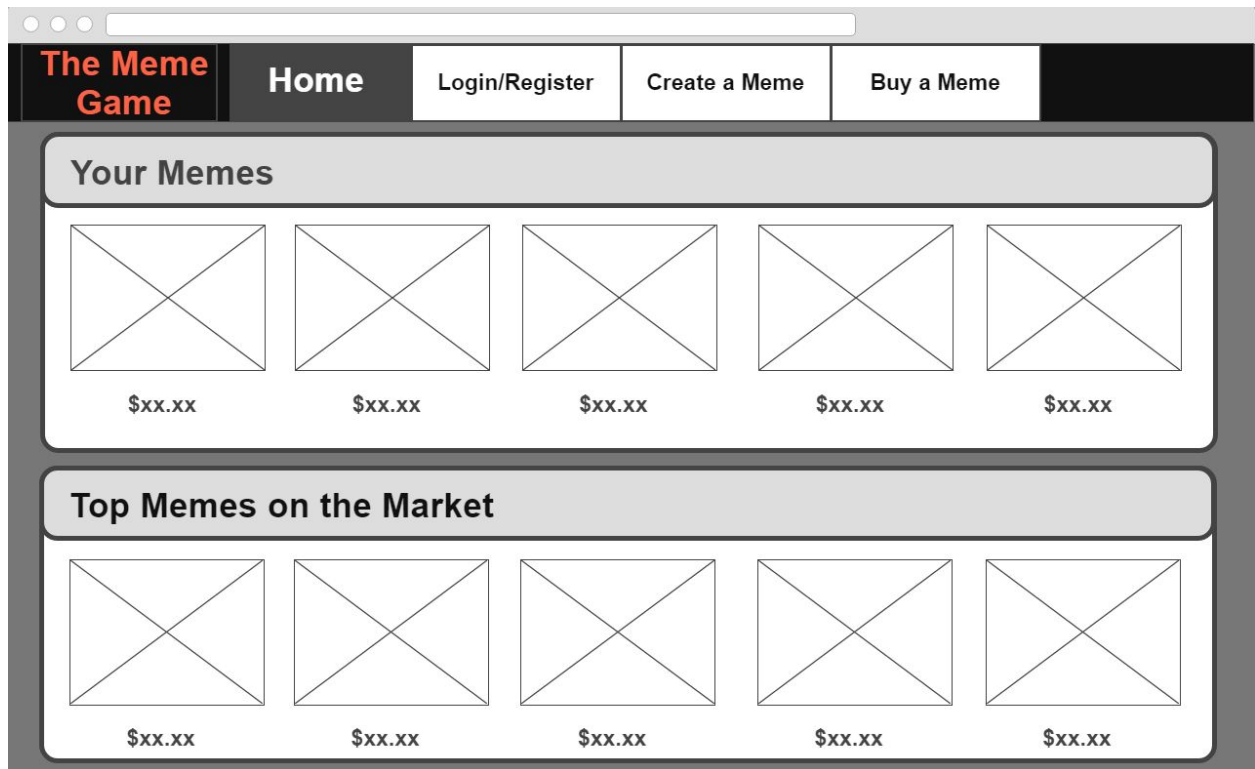 The Meme
Game
Home
Login/Register
Create a Meme
Buy a Meme
Your Memes
$xx.xx
$xx.xx
$xx.xx
$xx.xx
$xx.xx
Top Memes on the Market
$xx.xx
$xx.xx
$xx.xx
$xx.xx
$xx.xx